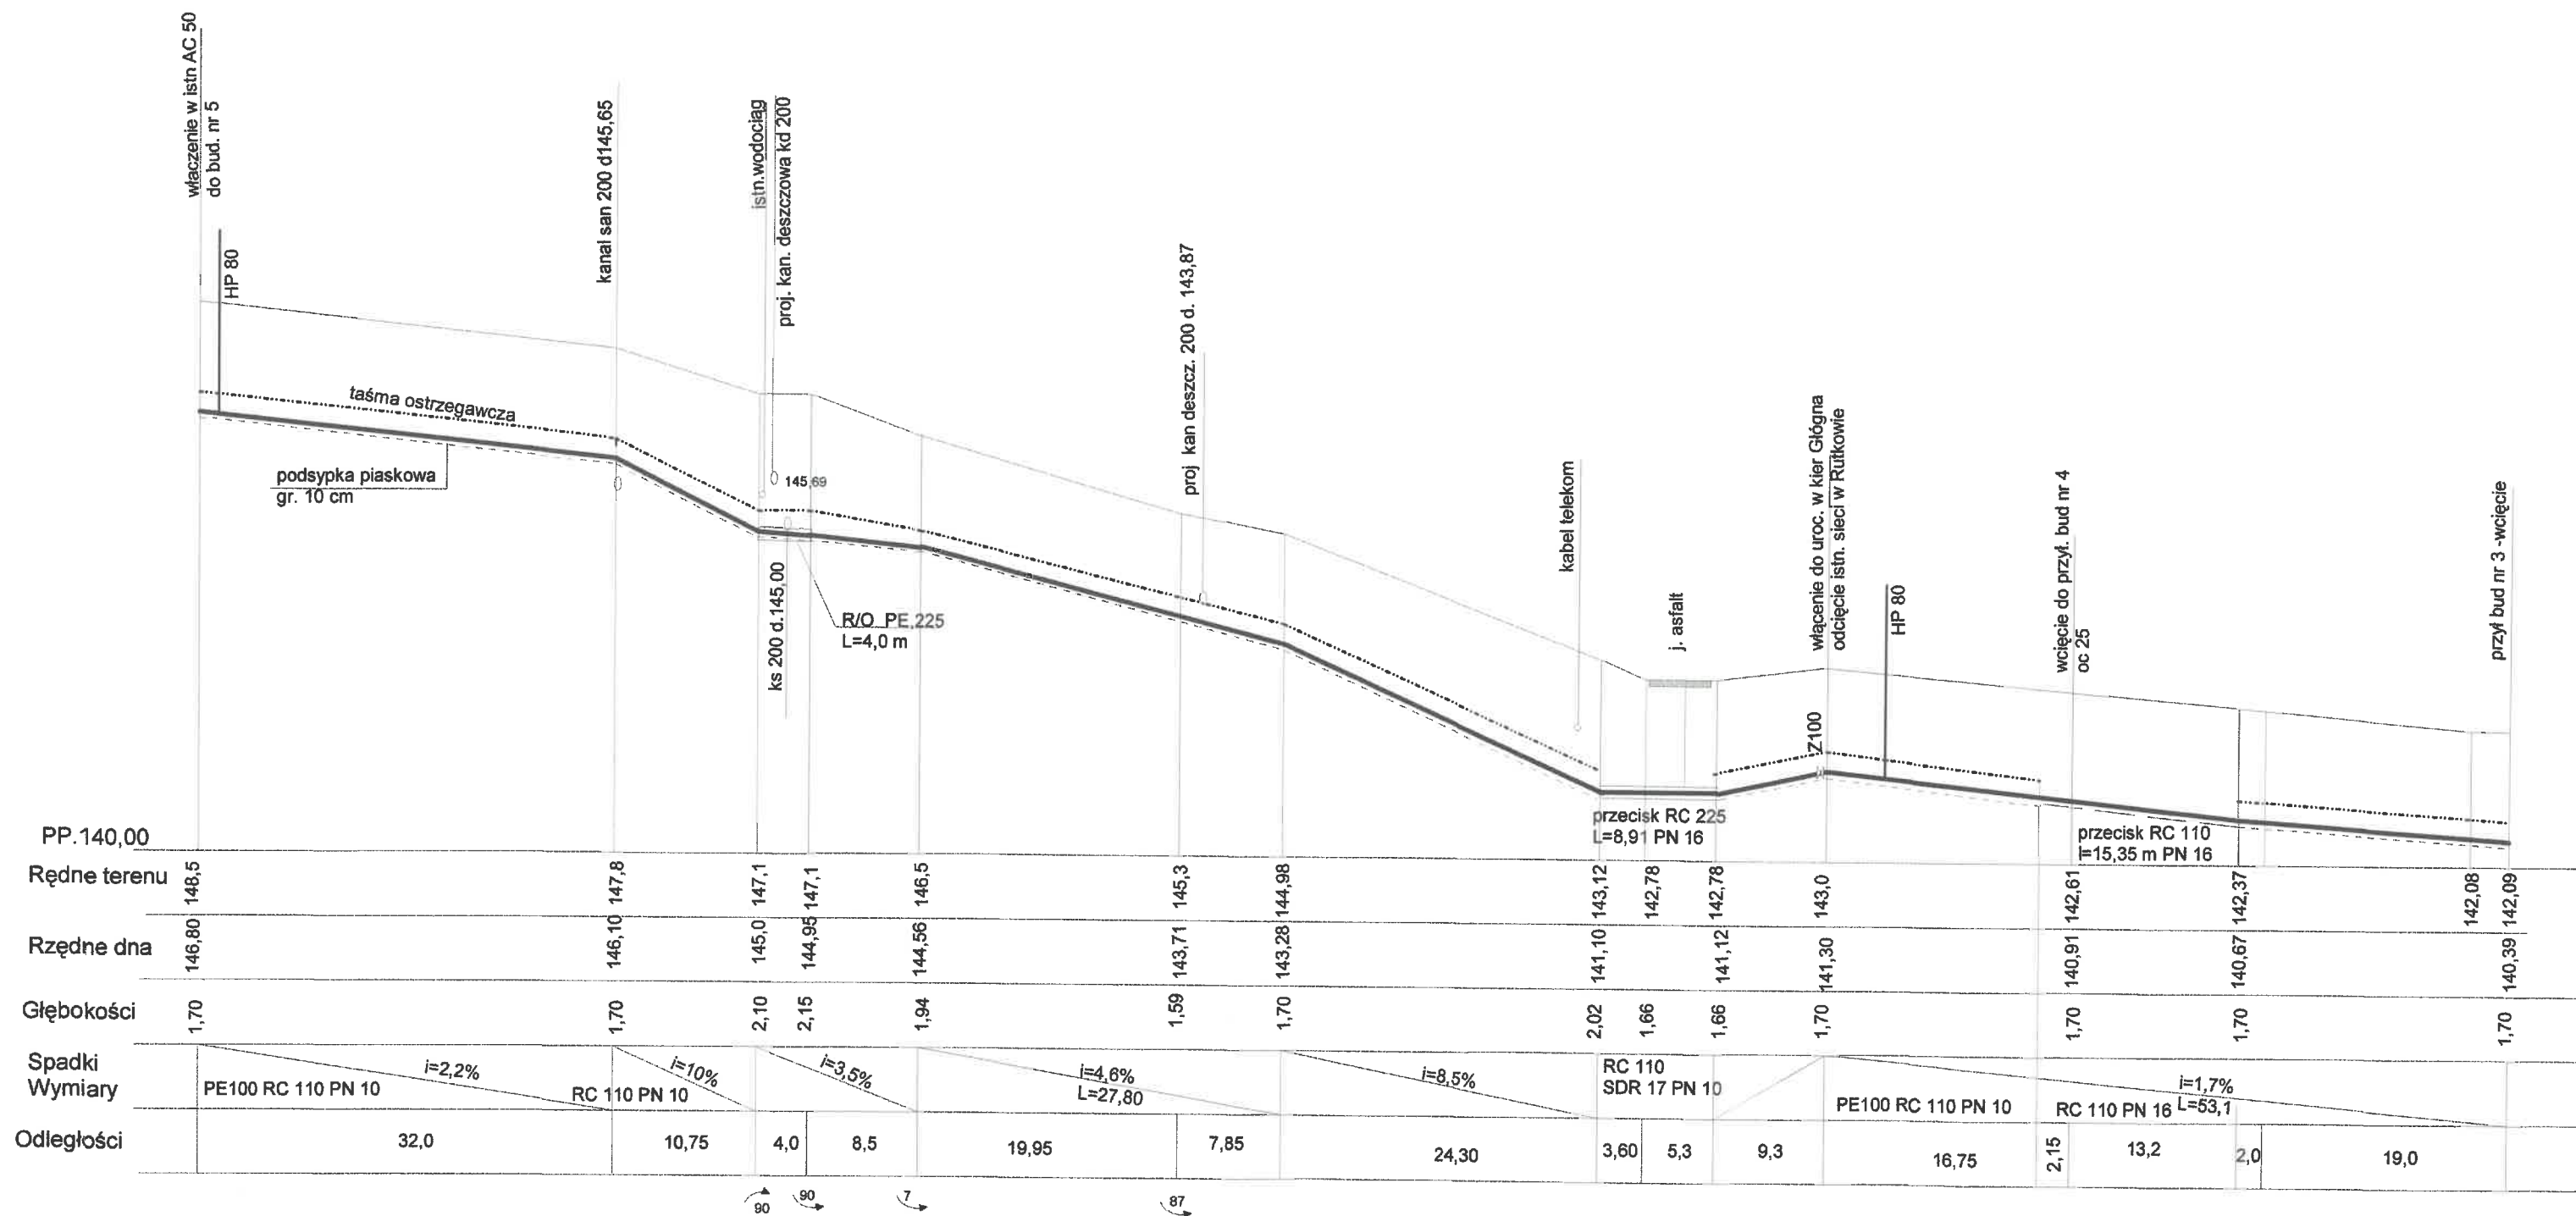 właczenie w istn AC 50
do bud. nr 5
HP 80
kanal san 200 d145,65
istn.wodociąg
proj. kan. deszczowa kd 200
proj kan deszcz. 200 d. 143,87
kabel telekom
j. asfalt
włącenie do uroc. w kier Głógna
odcięcie istn. sieci w Rutkowie
HP 80
wcięcie do przył. bud nr 4
oc 25
przył bud nr 3 -wcięcie
taśma ostrzegawcza
podsypka piaskowa
gr. 10 cm
145,69
ks 200 d.145,00
R/O PE,225
L=4,0 m
Z100
przecisk RC 225
L=8,91 PN 16
przecisk RC 110
l=15,35 m PN 16
PP.140,00
Rędne terenu 148,5 147,8 147,1 147,1 146,5 145,3 144,98 143,12 142,78 142,78 143,0 142,61 142,37 142,08 142,09
Rzędne dna 146,80 146,10 145,0 144,95 144,56 143,71 143,28 141,10 141,12 141,30 140,91 140,67 140,39
Głębokości 1,70 1,70 2,10 2,15 1,94 1,59 1,70 2,02 1,66 1,66 1,70 1,70 1,70 1,70
Spadki
Wymiary
i=2,2%
PE100 RC 110 PN 10
i=10%
RC 110 PN 10
i=3,5%
i=4,6%
L=27,80
i=8,5%
RC 110
SDR 17 PN 10
PE100 RC 110 PN 10
RC 110 PN 16
i=1,7%
L=53,1
Odległości 32,0 10,75 4,0 8,5 19,95 7,85 24,30 3,60 5,3 9,3 16,75 2,15 13,2 2,0 19,0
90 90 7 87